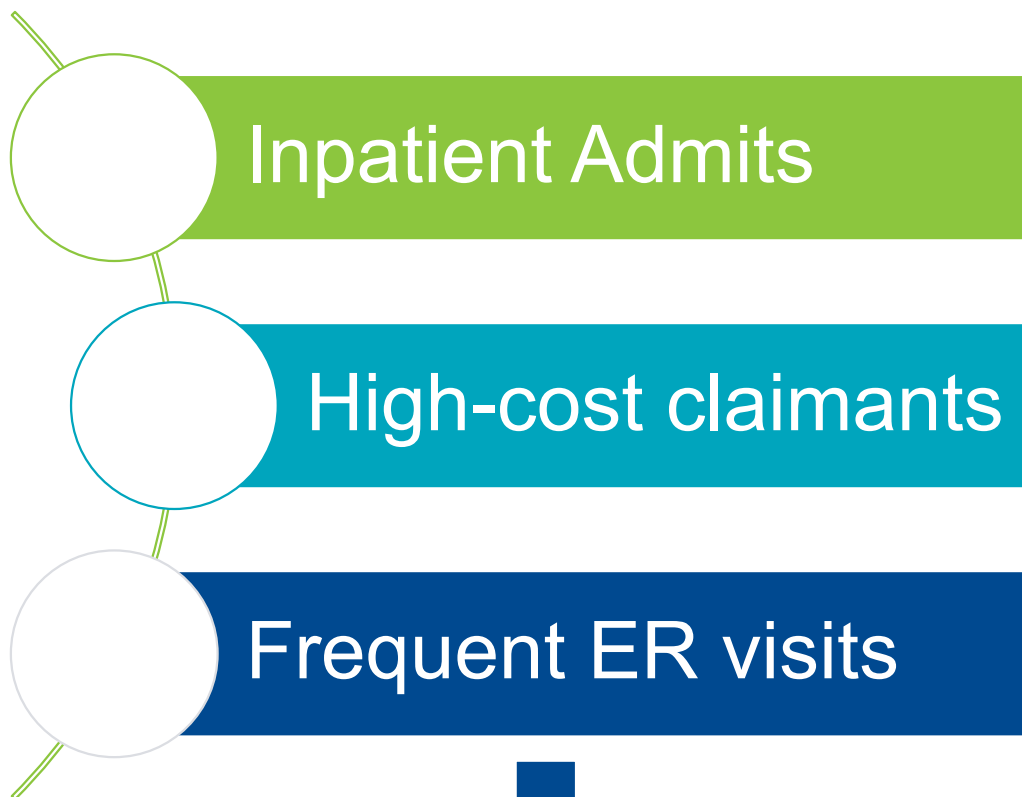 Inpatient Admits
High-cost claimants
Frequent ER visits